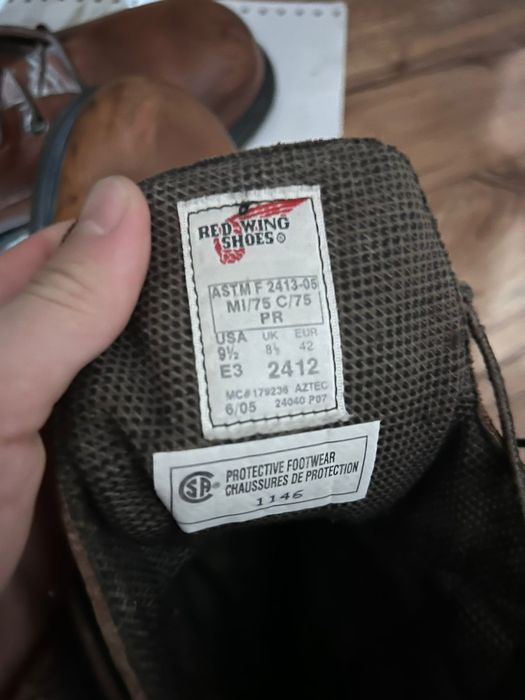 RED WING
SHOES®
ASTM F 2413-05
MI/75 C/75
PR
USA UK EUR
9½ 8½ 42
E3 2412
MC# 179236 AZTEC
6/05 24040 P07
SA® PROTECTIVE FOOTWEAR
CHAUSSURES DE PROTECTION
1146